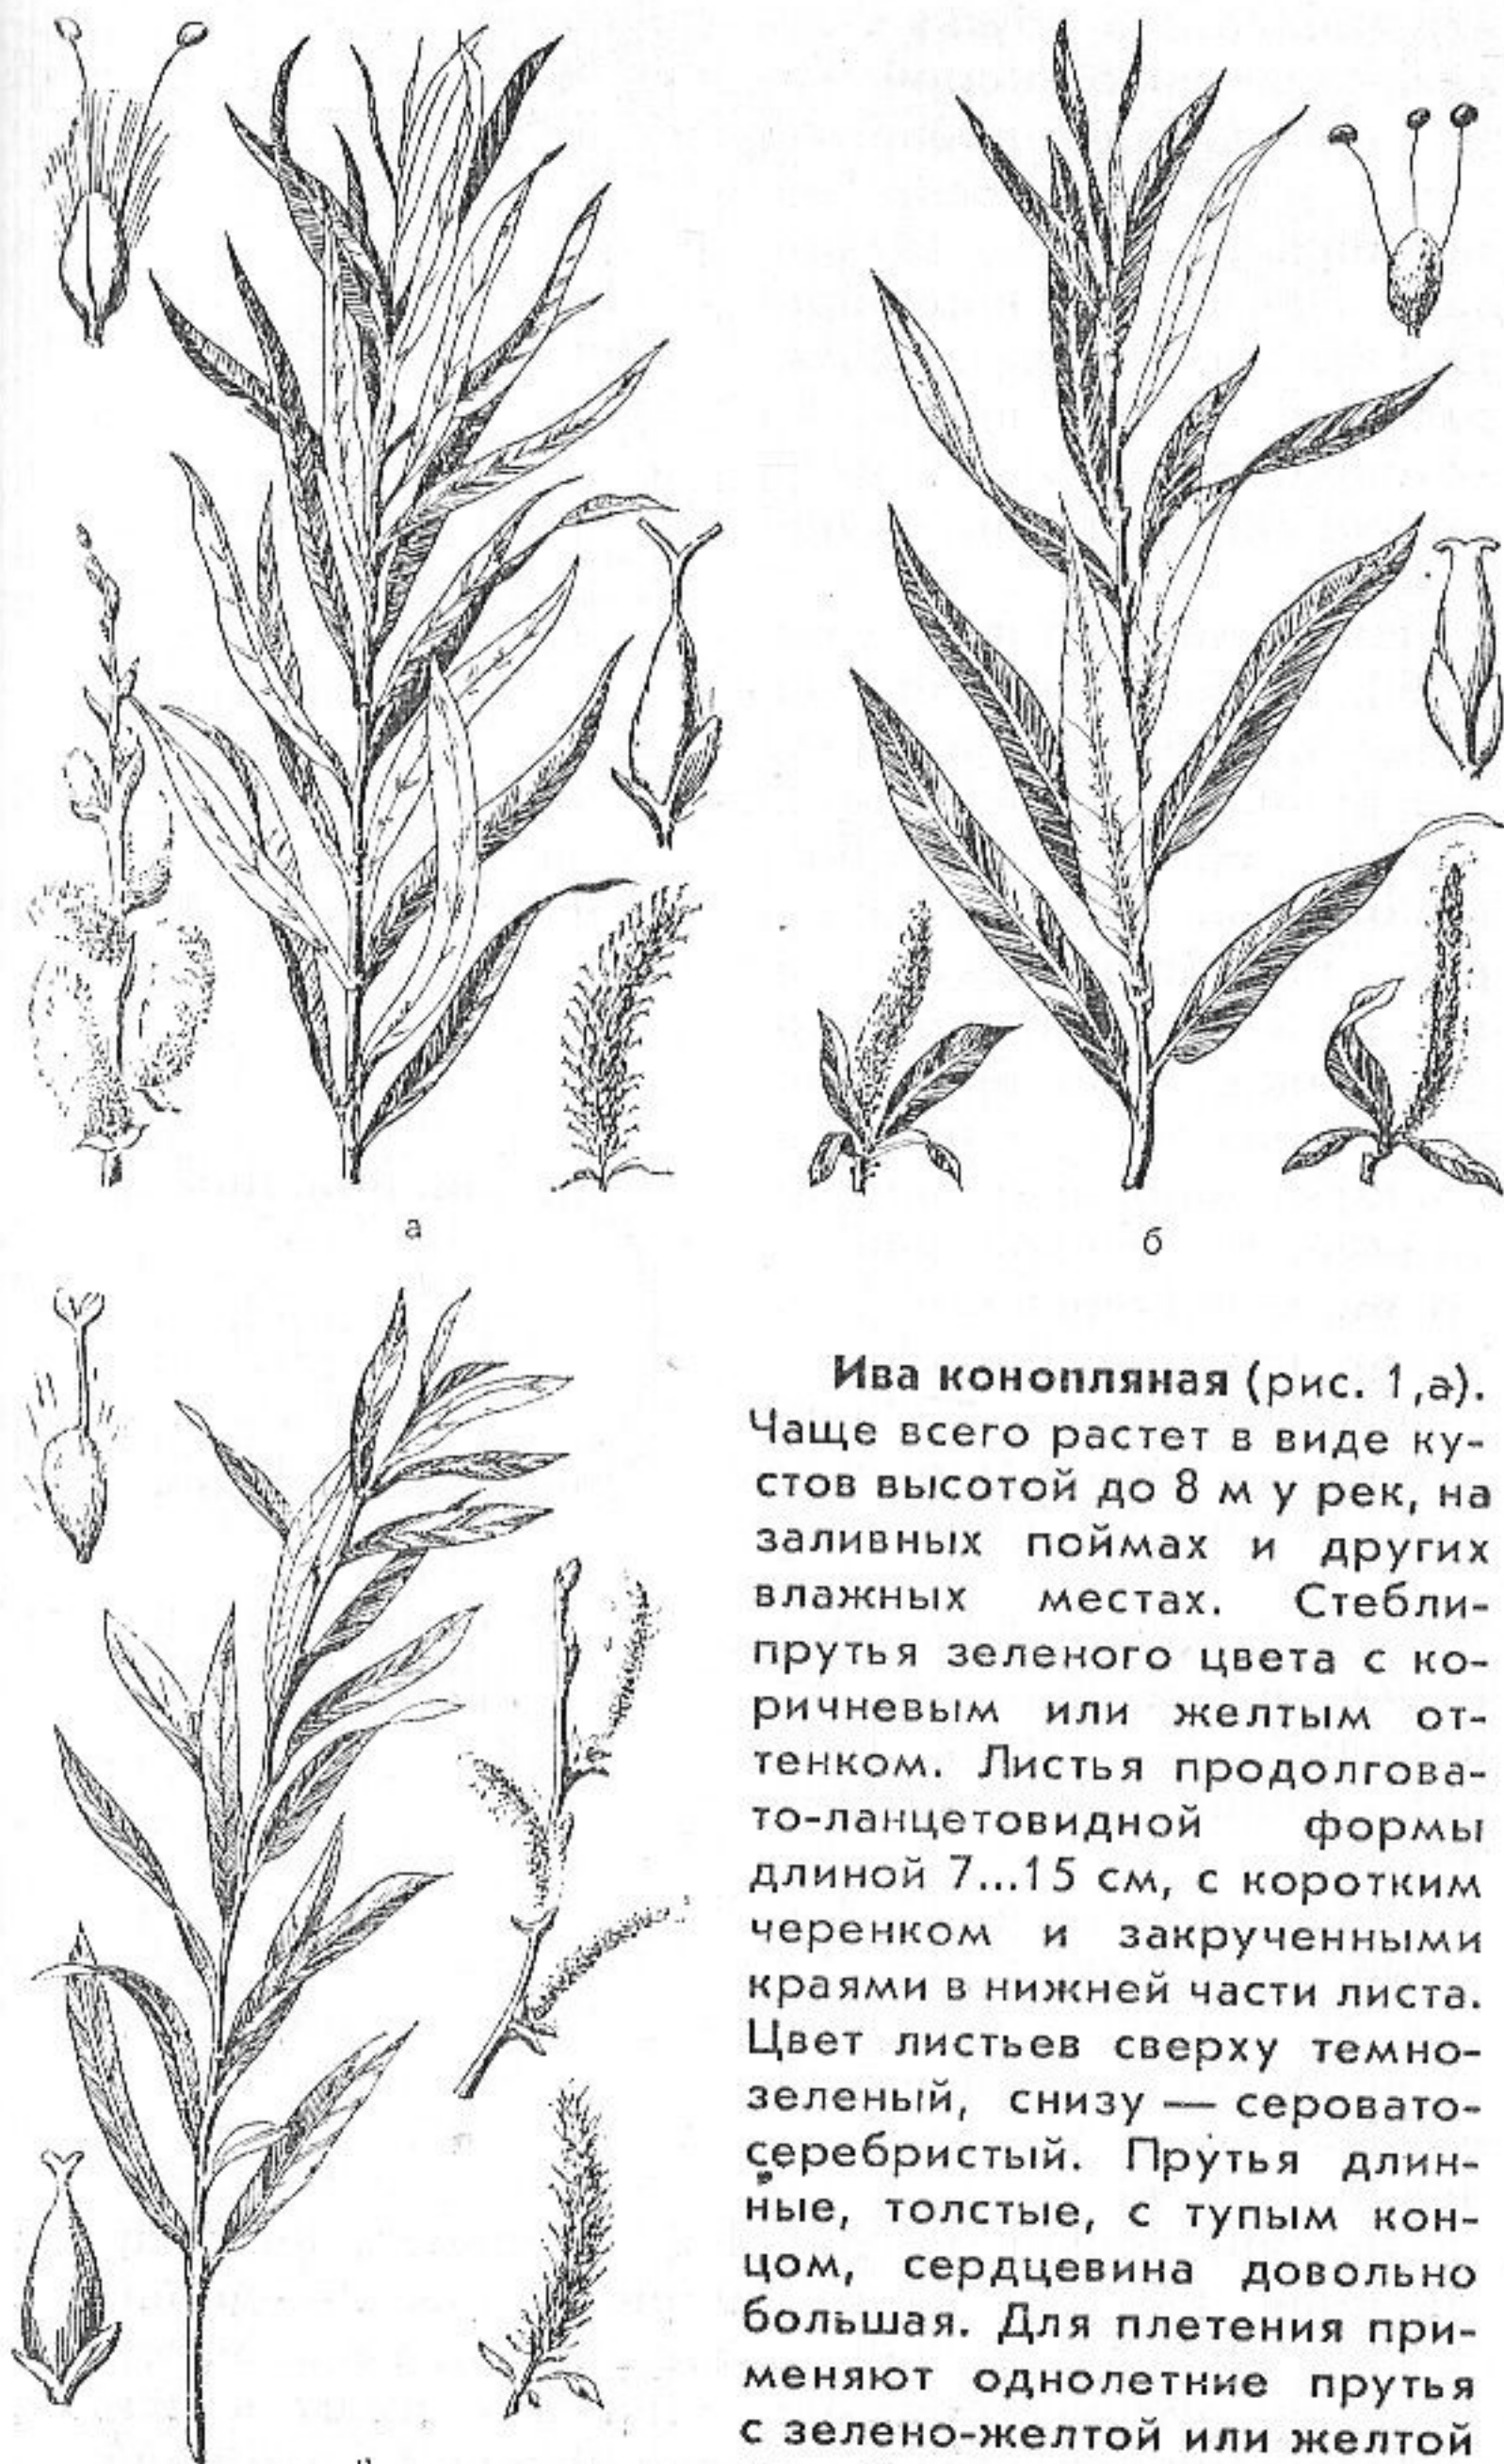 а
б
Ива конопляная (рис. 1,а).
Чаще всего растет в виде ку-
стов высотой до 8 м у рек, на
заливных поймах и других
влажных местах. Стебли-
прутья зеленого цвета с ко-
ричневым или желтым от-
тенком. Листья продолгова-
то-ланцетовидной формы
длиной 7...15 см, с коротким
черенком и закрученными
краями в нижней части листа.
Цвет листьев сверху темно-
зеленый, снизу — серовато-
серебристый. Прутья длин-
ные, толстые, с тупым кон-
цом, сердцевина довольно
большая. Для плетения при-
меняют однолетние прутья
с зелено-желтой или желтой